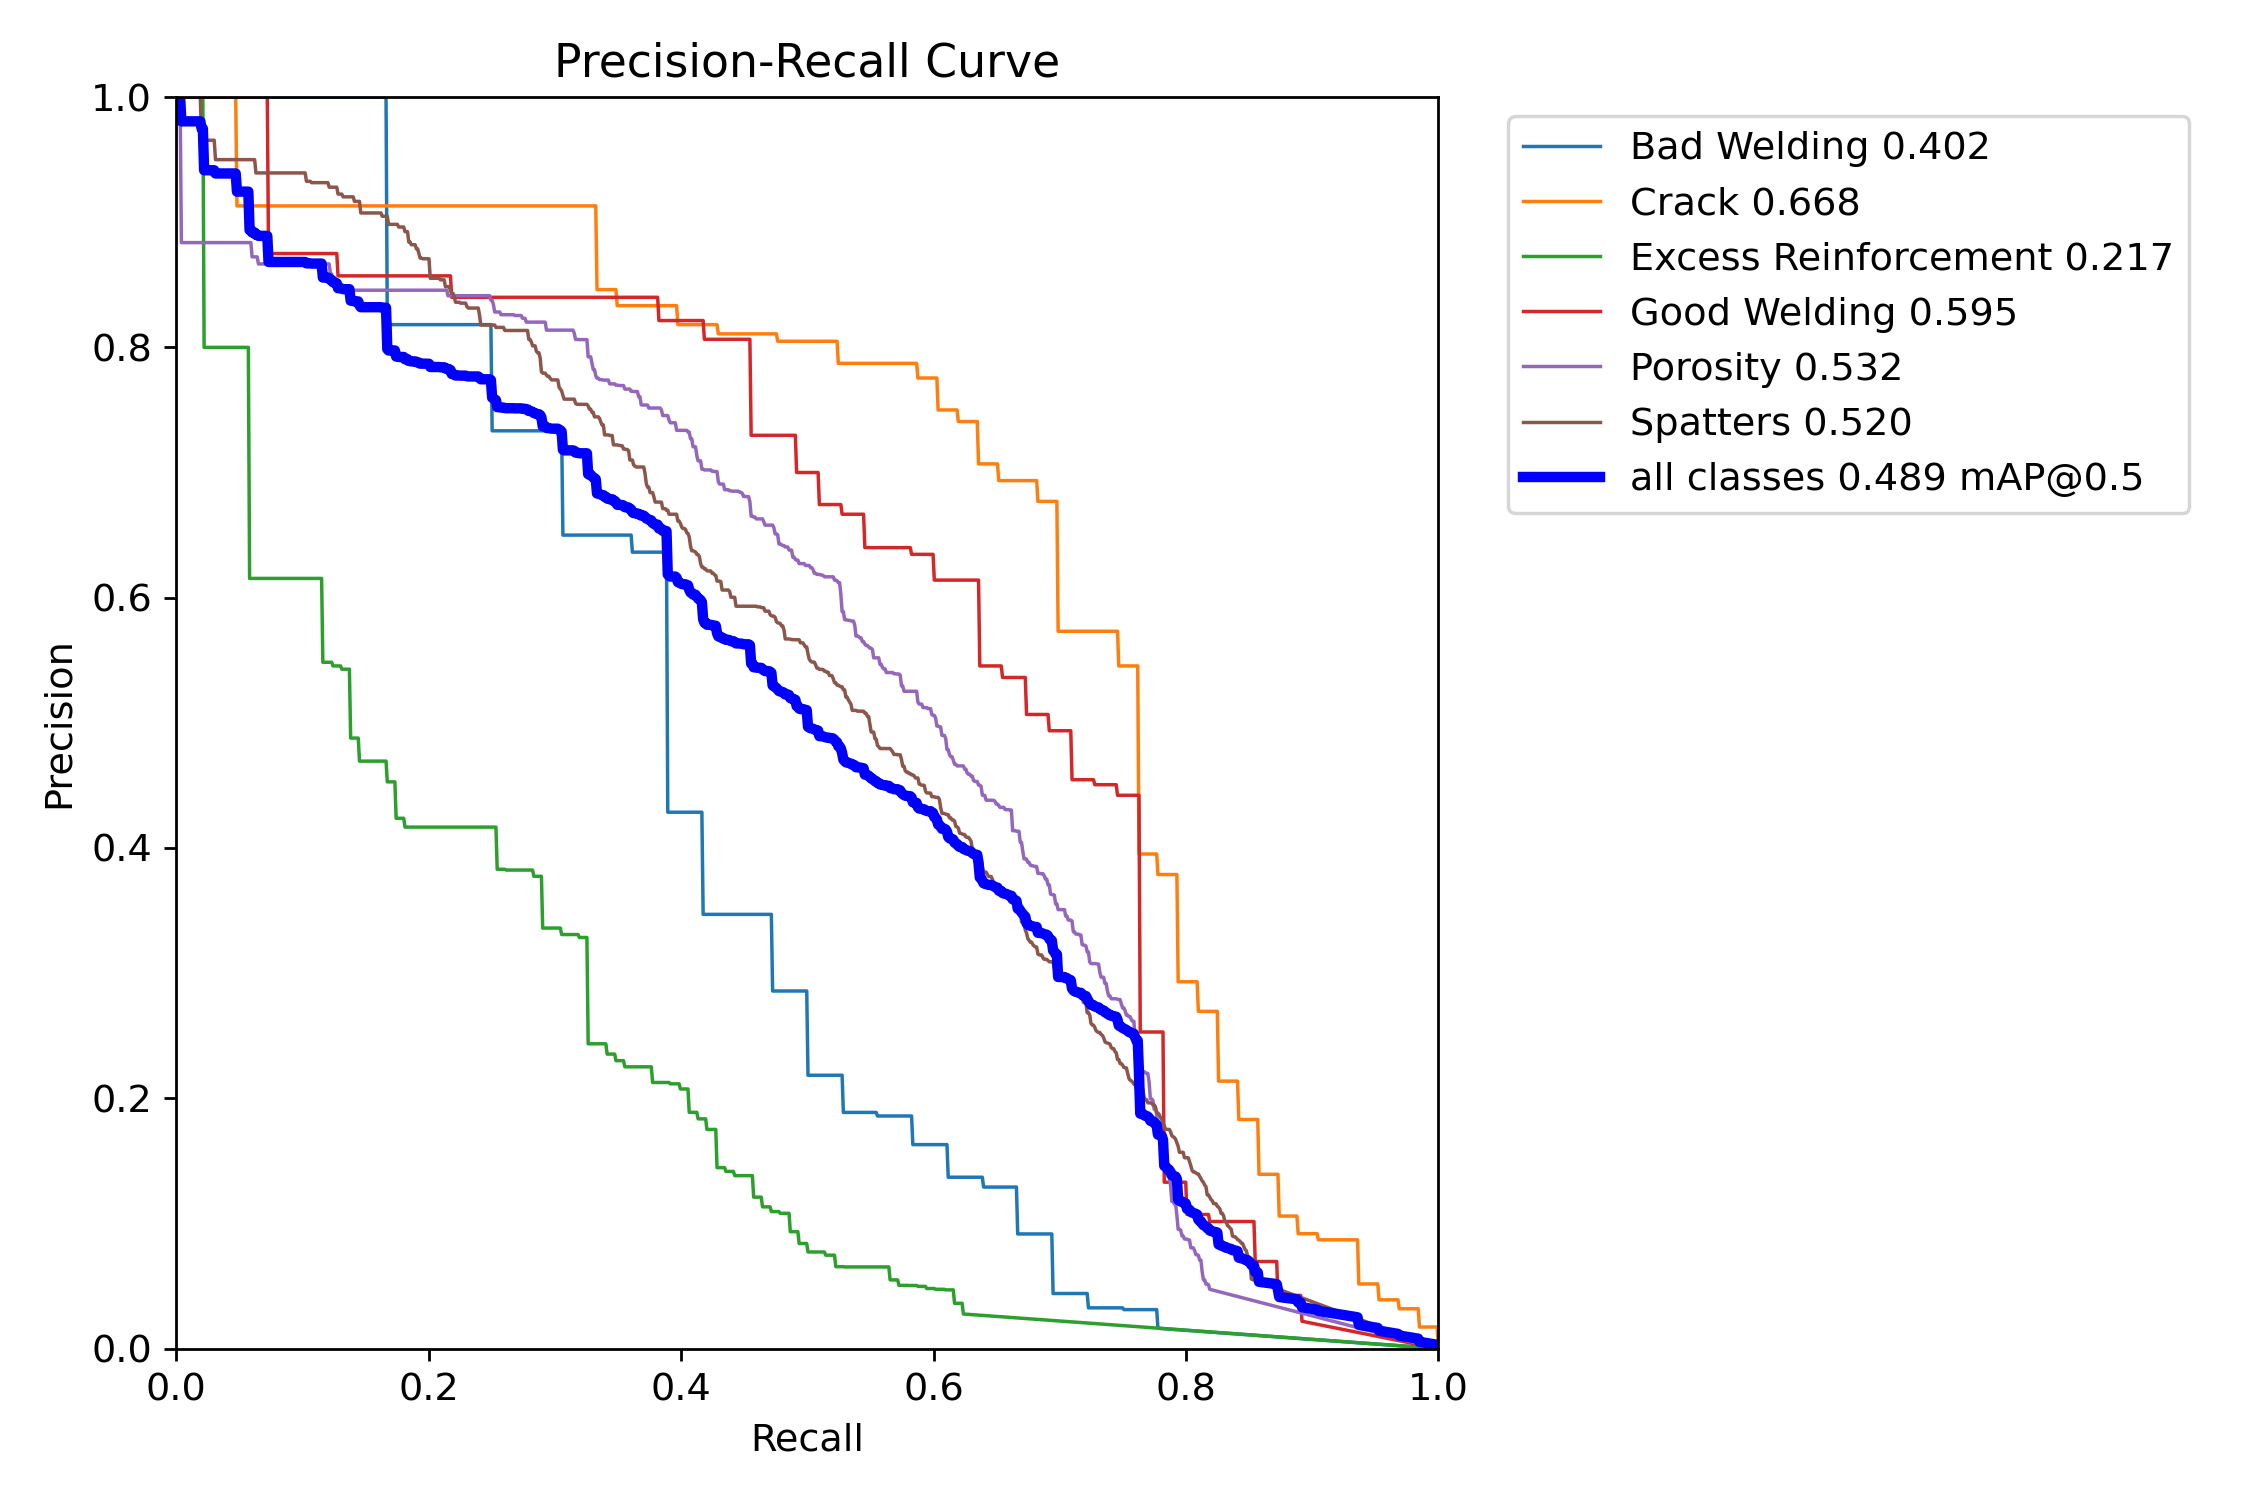 Precision-Recall Curve
1.0
0.8
0.6
0.4
0.2
0.0
Precision
0.0 0.2 0.4 0.6 0.8 1.0
Recall
Bad Welding 0.402
Crack 0.668
Excess Reinforcement 0.217
Good Welding 0.595
Porosity 0.532
Spatters 0.520
all classes 0.489 mAP@0.5